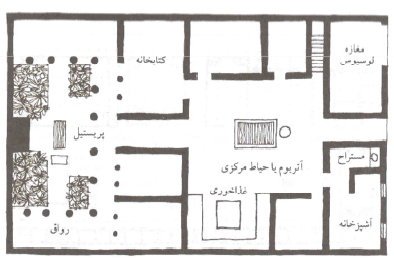 مغازه
لوسیوس
کتابخانه
پریستیل
آتریوم یا حیاط مرکزی
مستراح
غذاخوری
آشپزخانه
رواق